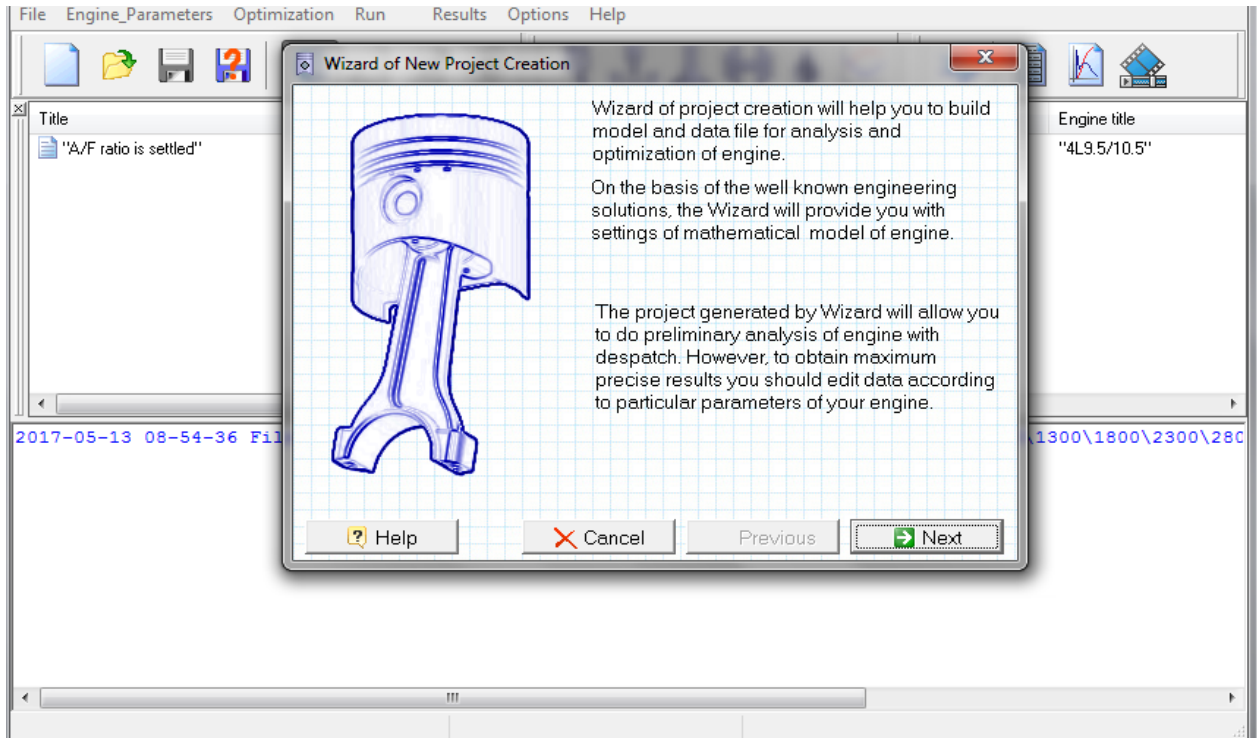 File Engine_Parameters Optimization Run Results Options Help
Wizard of New Project Creation
Title
Engine title
"A/F ratio is settled"
"4L9.5/10.5"
Wizard of project creation will help you to build
model and data file for analysis and
optimization of engine.
On the basis of the well known engineering
solutions, the Wizard will provide you with
settings of mathematical model of engine.
The project generated by Wizard will allow you
to do preliminary analysis of engine with
despatch. However, to obtain maximum
precise results you should edit data according
to particular parameters of your engine.
2017-05-13 08-54-36 Fil
\1300\1800\2300\280
Help Cancel Previous Next